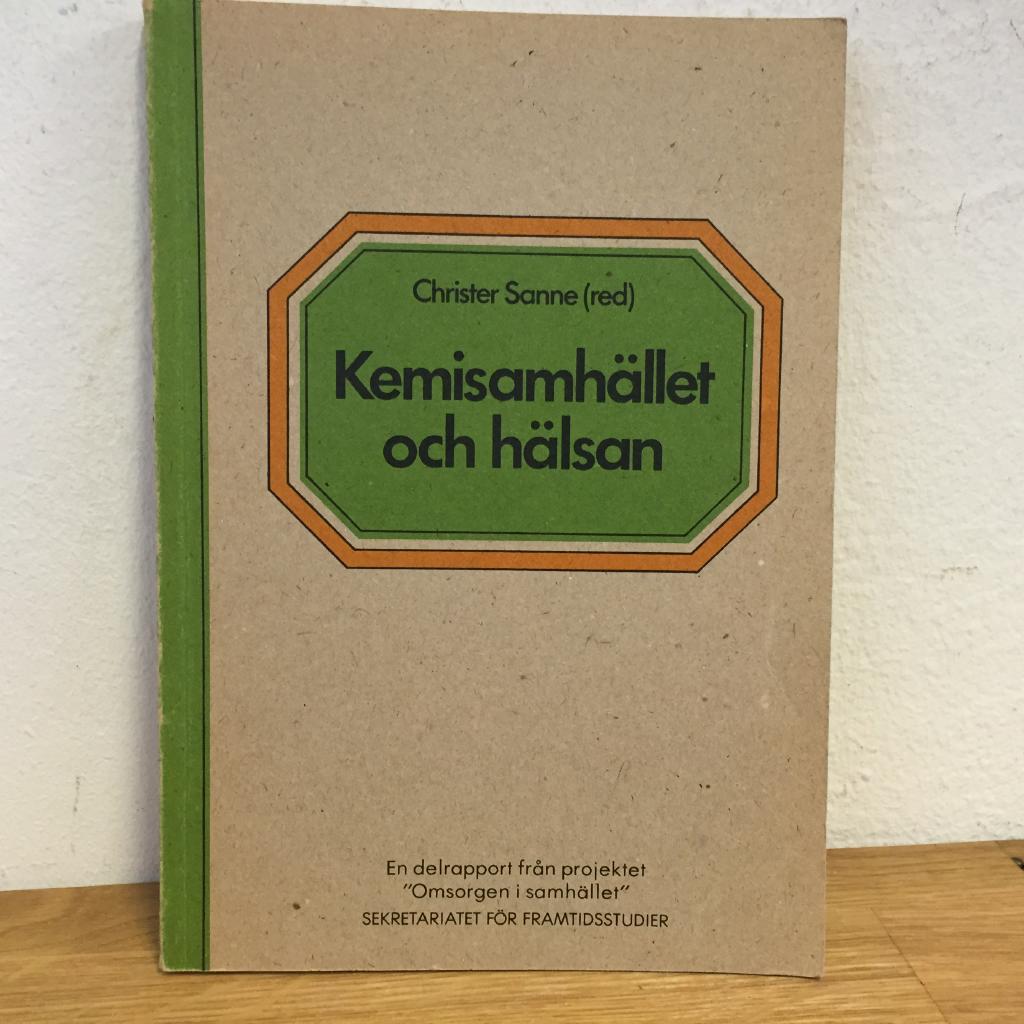 Christer Sanne (red)
Kemisamhället
och hälsan
En delrapport från projektet
"Omsorgen i samhället"
SEKRETARIATET FÖR FRAMTIDSSTUDIER